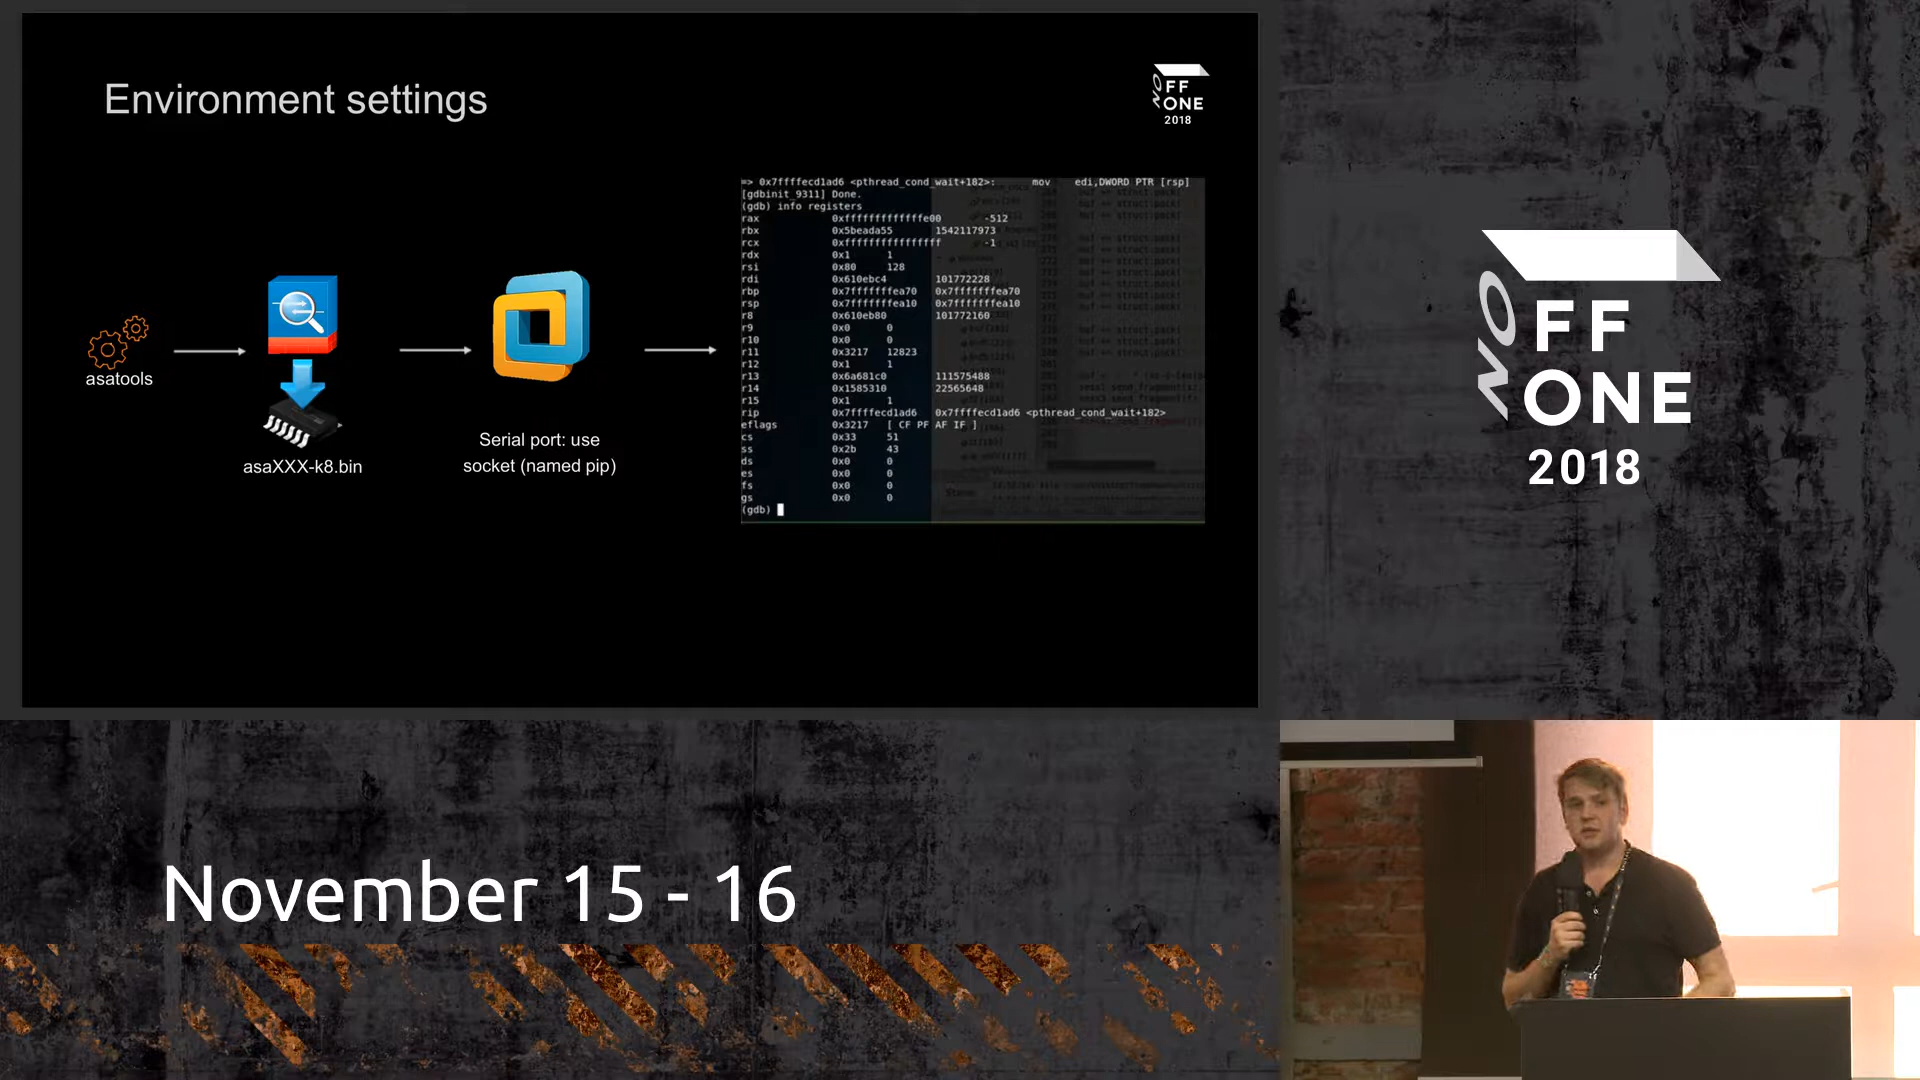 Environment settings
OFFZONE
2018
asatools
asaXXX-k8.bin
Serial port: use
socket (named pip)
=> 0x7ffffecd1ad6 <pthread_cond_wait+182>: mov edi,DWORD PTR [rsp]
[gdbinit_9311] Done.
(gdb) info registers
rax 0xfffffffffffffe00 -512
rbx 0x5beada55 1542117973
rcx 0xffffffffffffffff -1
rdx 0x1 1
rsi 0x80 128
rdi 0x610ebc4 101772228
rbp 0x7fffffffea70 0x7fffffffea70
rsp 0x7fffffffea10 0x7fffffffea10
r8 0x610eb80 101772160
r9 0x0 0
r10 0x0 0
r11 0x3217 12823
r12 0x1 1
r13 0x6a681c0 111575488
r14 0x1585310 22565648
r15 0x1 1
rip 0x7ffffecd1ad6 0x7ffffecd1ad6 <pthread_cond_wait+182>
eflags 0x3217 [ CF PF AF IF ]
cs 0x33 51
ss 0x2b 43
ds 0x0 0
es 0x0 0
fs 0x0 0
gs 0x0 0
(gdb)
OFFZONE
2018
November 15 - 16